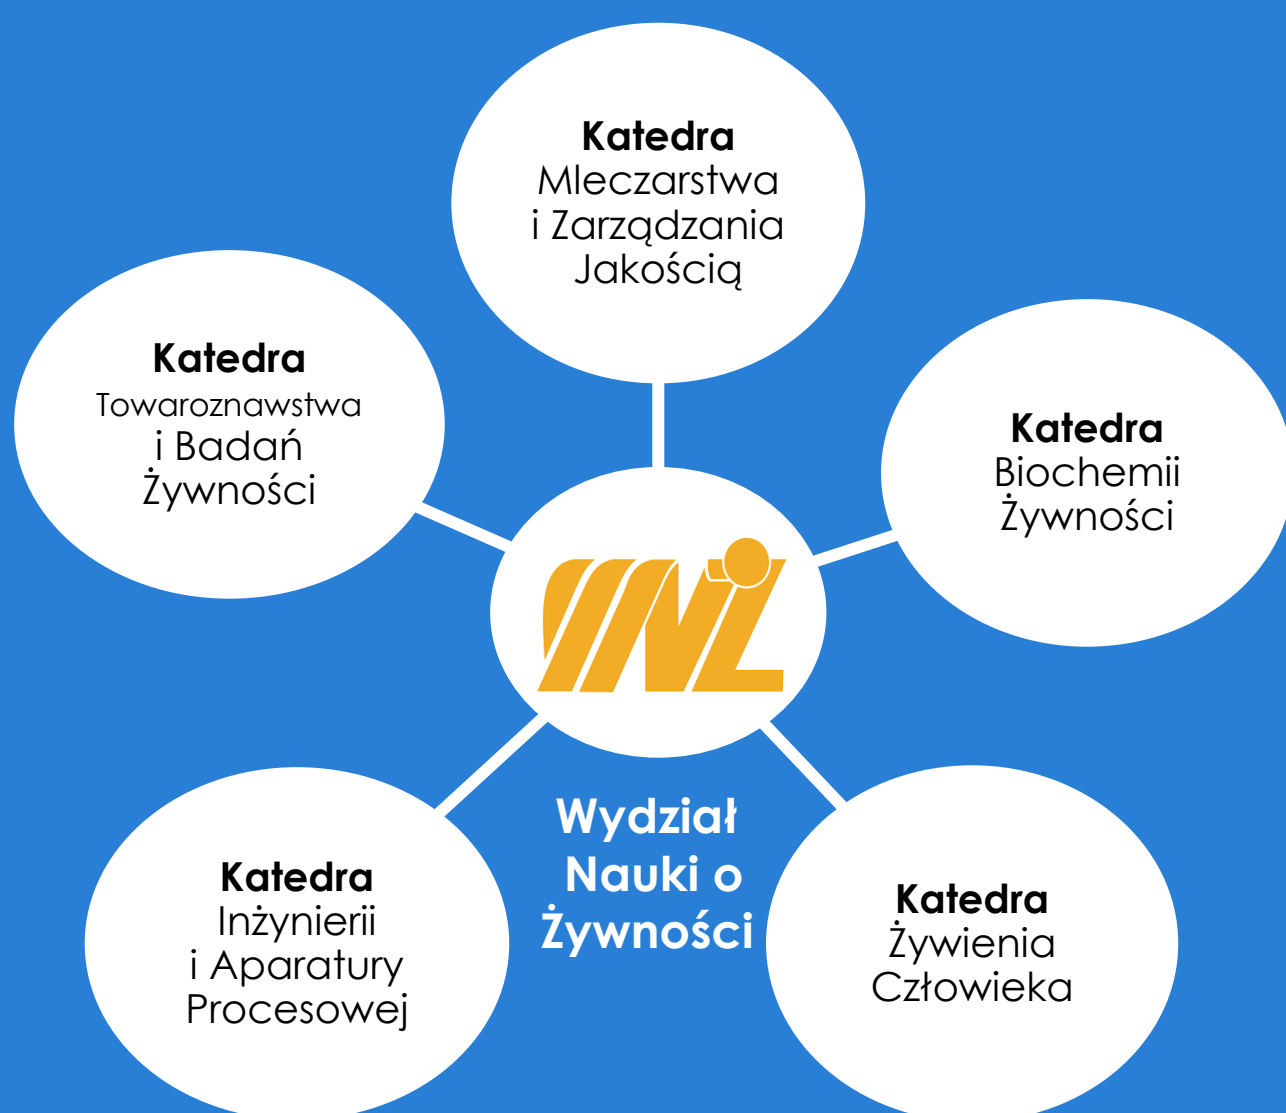 Katedra
Mleczarstwa
i Zarządzania
Jakością
Katedra
Towaroznawstwa
i Badań
Żywności
Katedra
Biochemii
Żywności
WNŻ
Wydział
Nauki o
Żywności
Katedra
Inżynierii
i Aparatury
Procesowej
Katedra
Żywienia
Człowieka